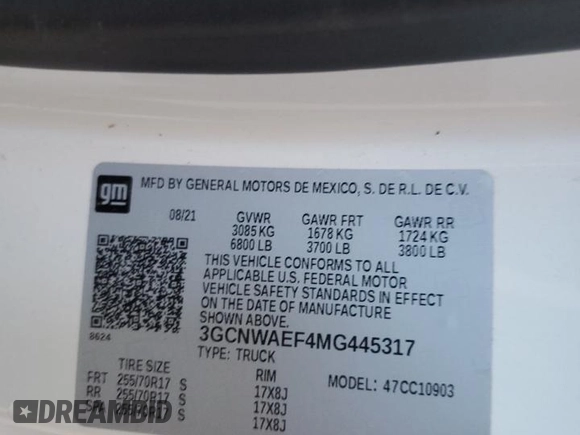 gm
MFD BY GENERAL MOTORS DE MEXICO, S. DE R.L. DE C.V.
08/21 GVWR GAWR FRT GAWR RR
3085 KG 1678 KG 1724 KG
6800 LB 3700 LB 3800 LB
THIS VEHICLE CONFORMS TO ALL
APPLICABLE U.S. FEDERAL MOTOR
VEHICLE SAFETY STANDARDS IN EFFECT
ON THE DATE OF MANUFACTURE
SHOWN ABOVE.
8624
3GCNWAEF4MG445317
TYPE: TRUCK
TIRE SIZE RIM MODEL: 47CC10903
FRT 255/70R17 S 17X8J
RR 255/70R17 S 17X8J
S 17X8J
17X8J
DREAMBID